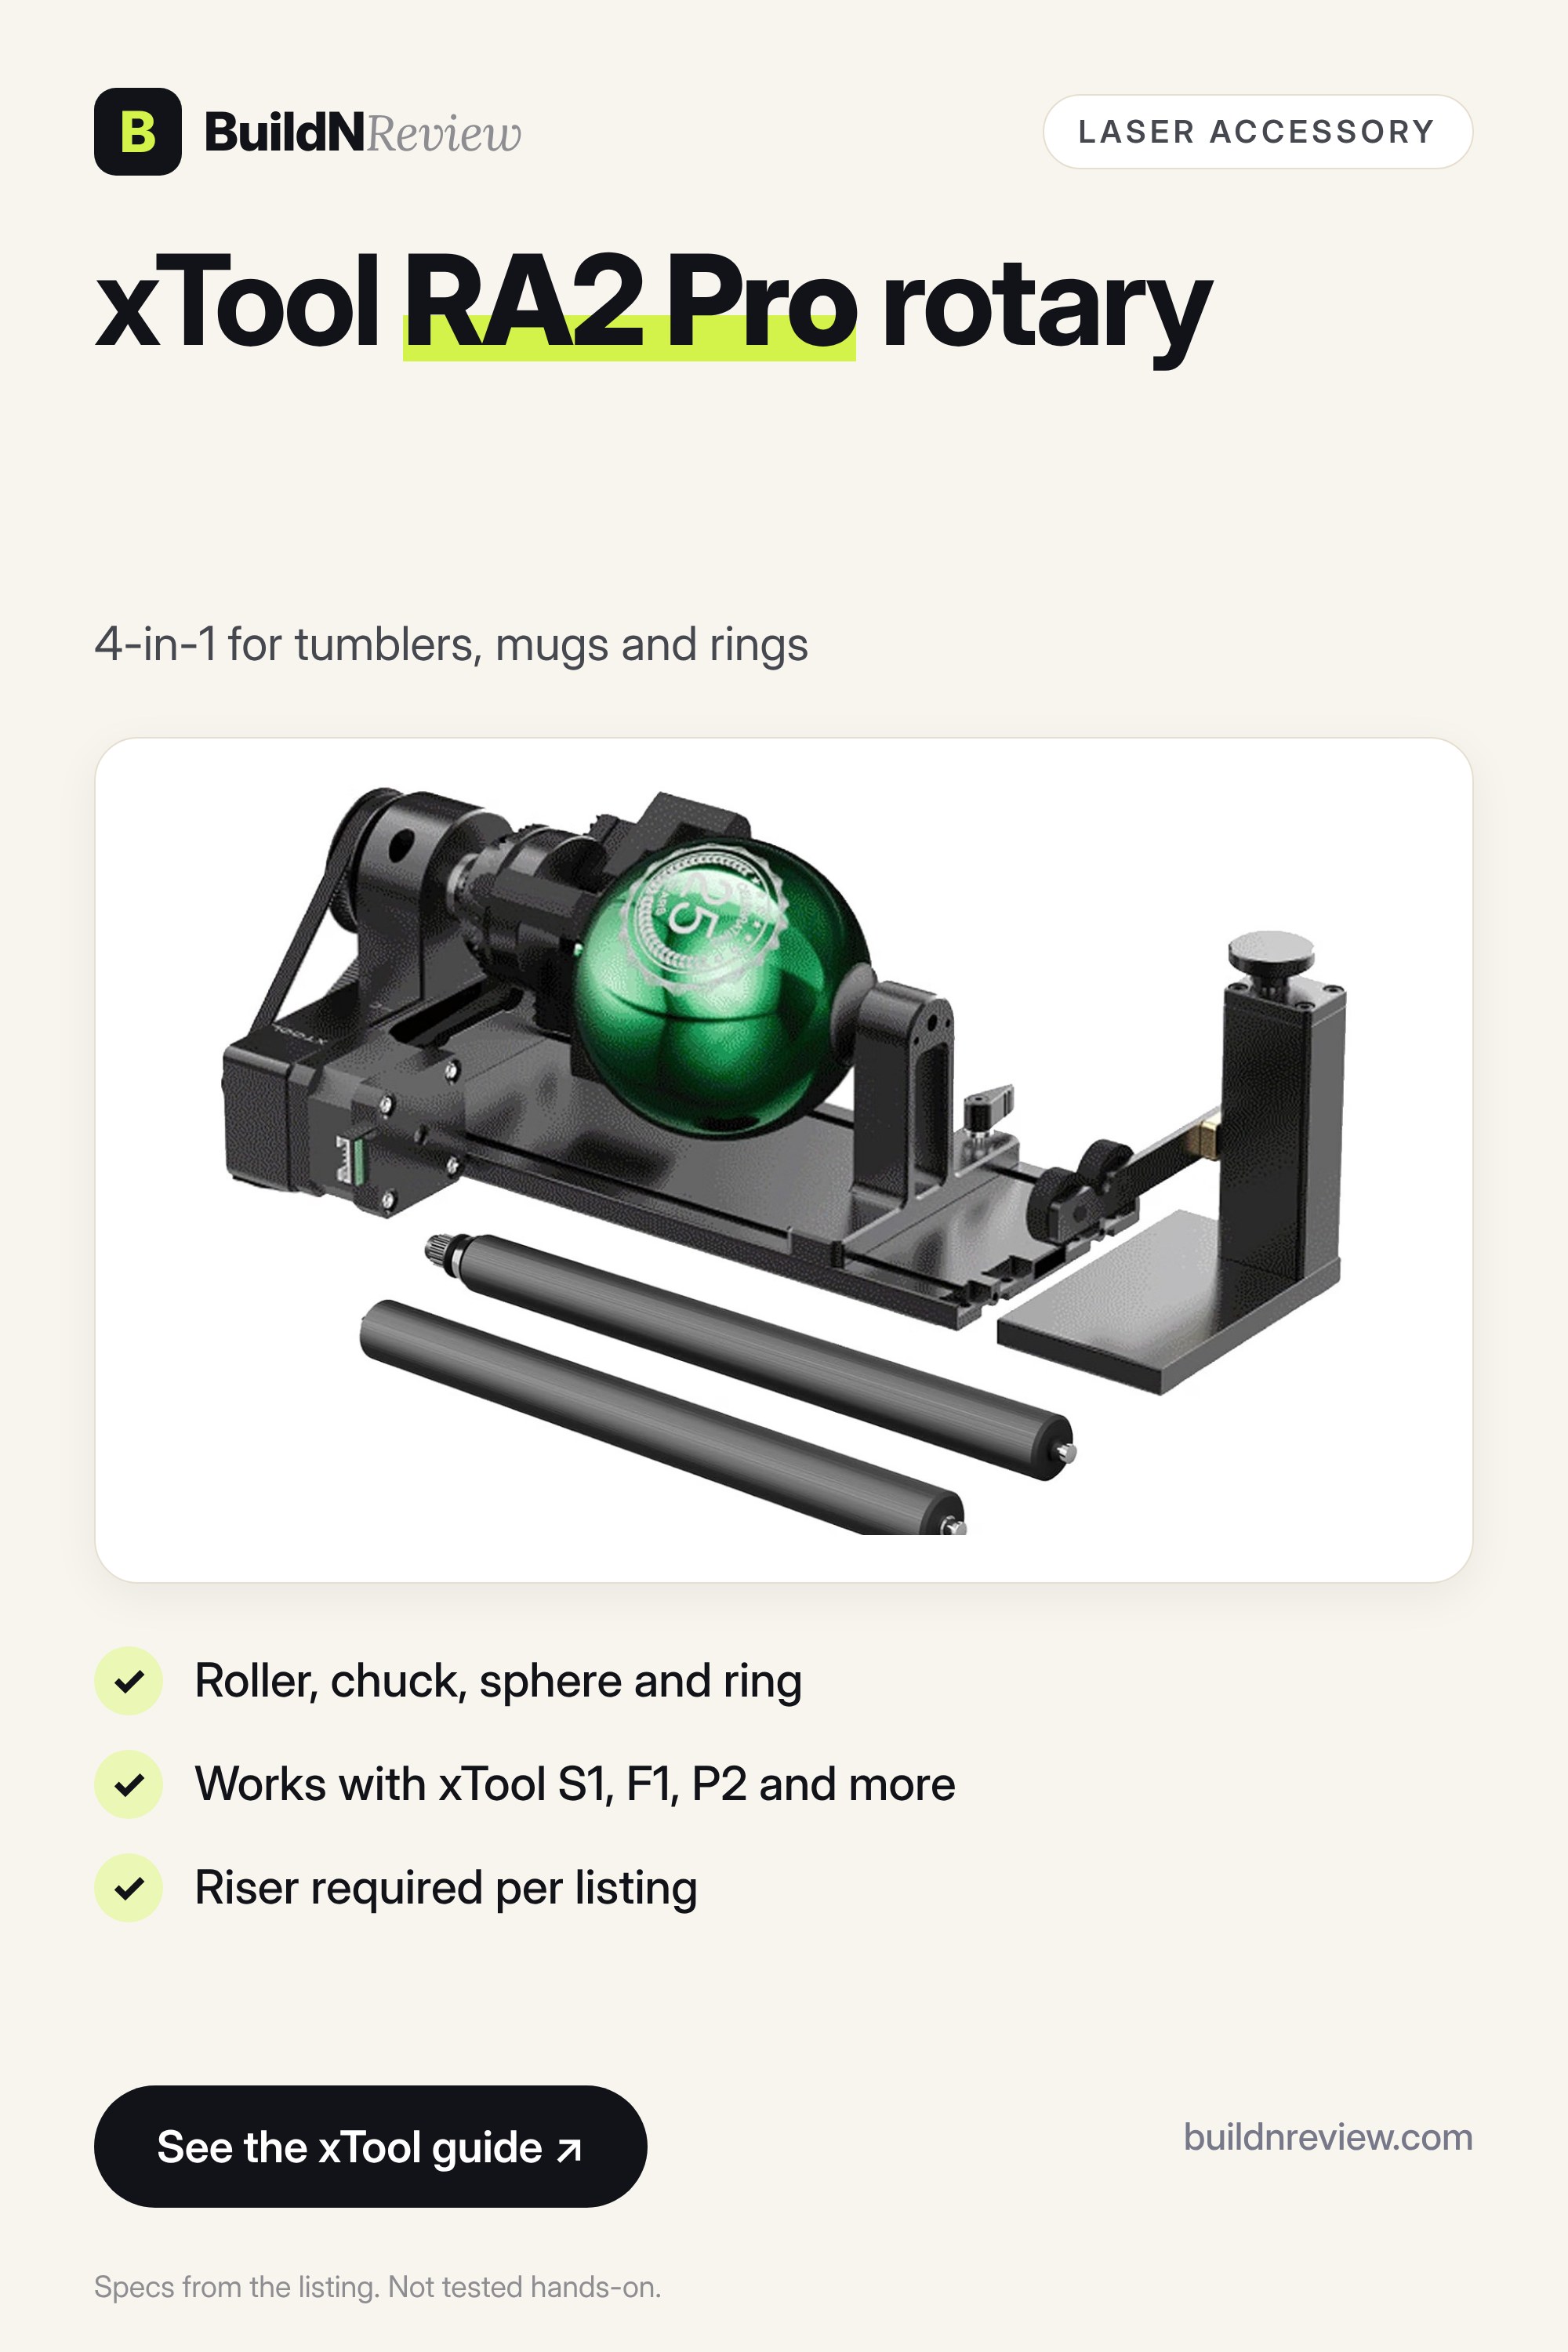 B BuildNReview
LASER ACCESSORY
xTool RA2 Pro rotary
4-in-1 for tumblers, mugs and rings
25
XTOOL
Roller, chuck, sphere and ring
Works with xTool S1, F1, P2 and more
Riser required per listing
See the xTool guide ↗
buildnreview.com
Specs from the listing. Not tested hands-on.